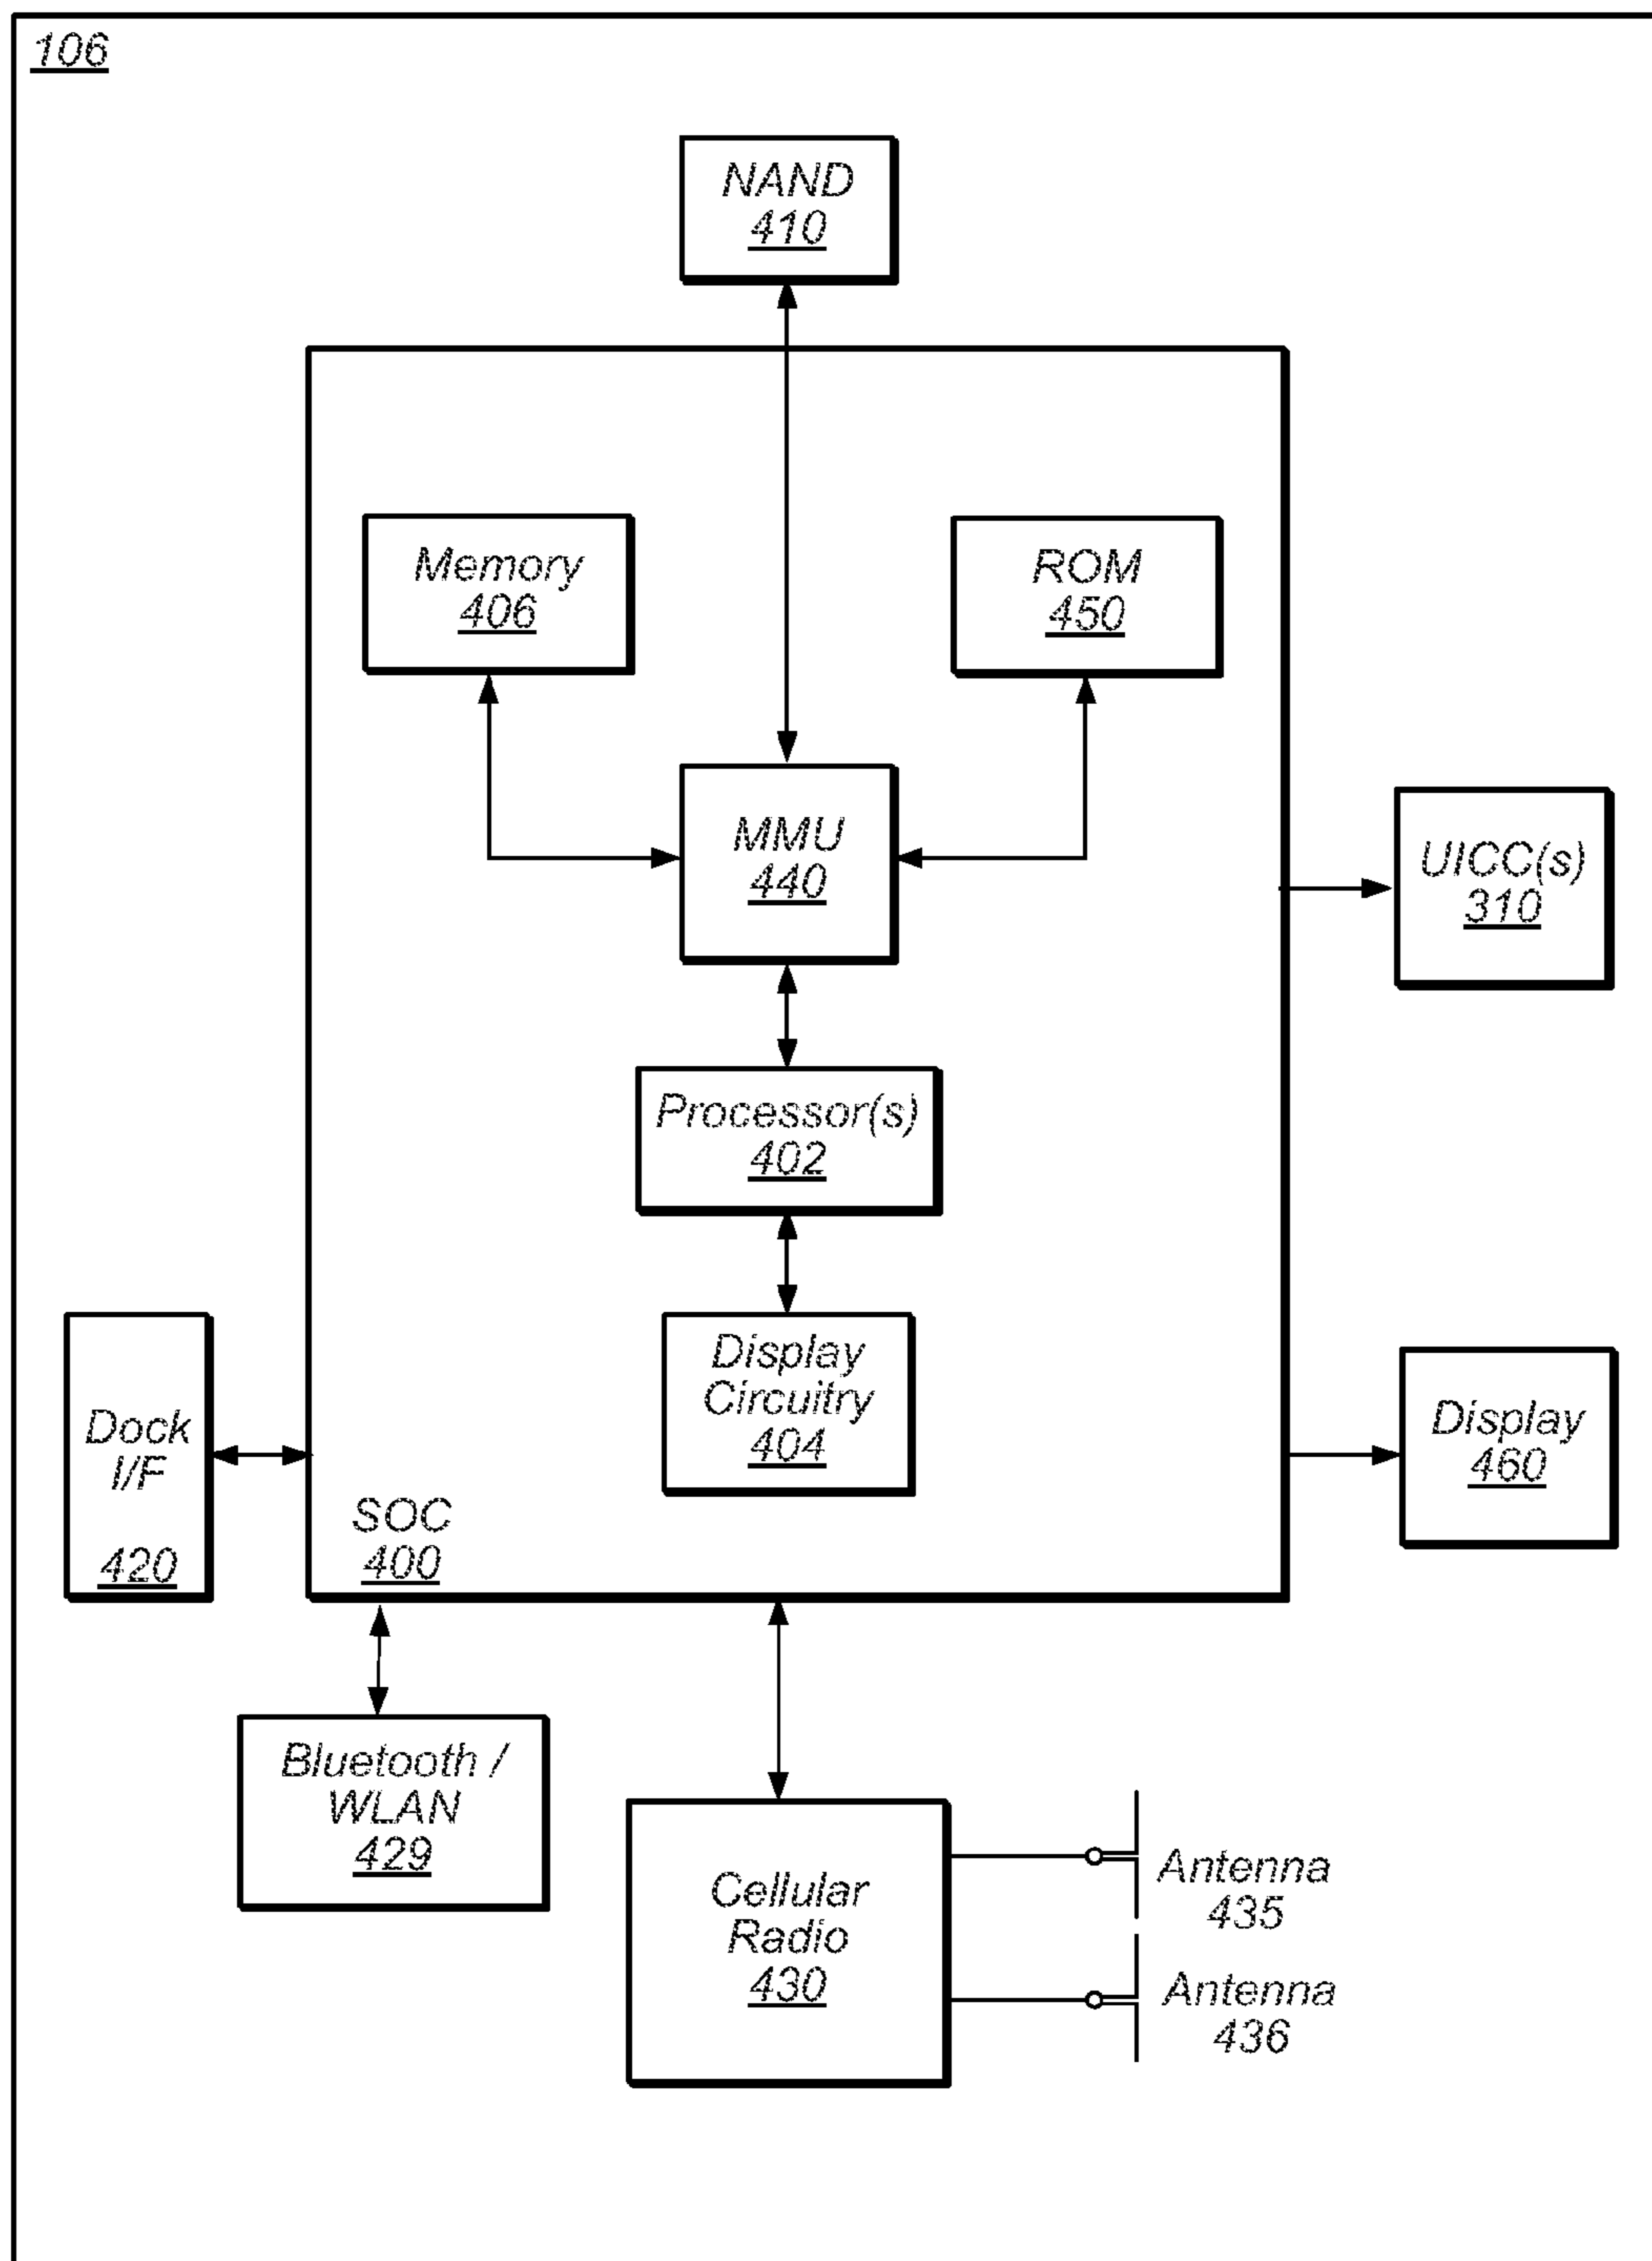 106
NAND
410
Memory
406
ROM
450
MMU
440
UICC(s)
310
Processor(s)
402
Display
Circuitry
404
Dock
I/F
420
Display
460
SOC
400
Bluetooth /
WLAN
429
Cellular
Radio
430
Antenna
435
Antenna
436